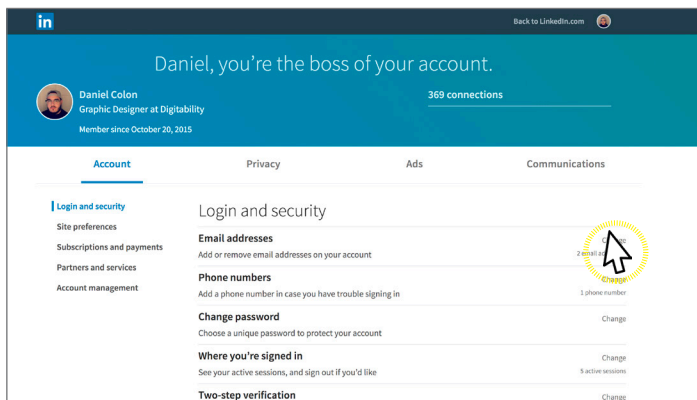 in
Back to LinkedIn.com
Daniel, you're the boss of your account.
Daniel Colon
Graphic Designer at Digitability
Member since October 20, 2015
369 connections
Account
Privacy
Ads
Communications
Login and security
Site preferences
Subscriptions and payments
Partners and services
Account management
Login and security
Email addresses
Add or remove email addresses on your account
2 email
Phone numbers
Change
Add a phone number in case you have trouble signing in
1 phone number
Change password
Change
Choose a unique password to protect your account
Where you're signed in
Change
See your active sessions, and sign out if you'd like
5 active sessions
Two-step verification
Change